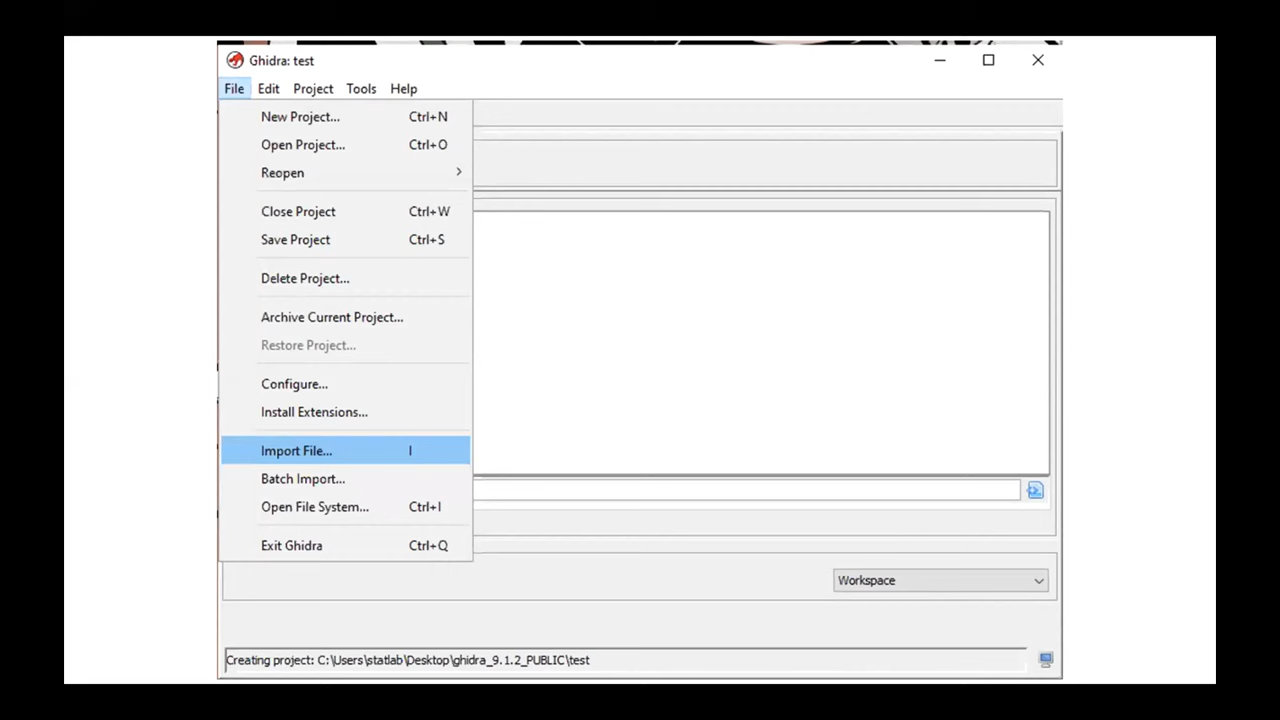 Ghidra: test
File Edit Project Tools Help
New Project... Ctrl+N
Open Project... Ctrl+O
Reopen
Close Project Ctrl+W
Save Project Ctrl+S
Delete Project...
Archive Current Project...
Restore Project...
Configure...
Install Extensions...
Import File... I
Batch Import...
Open File System... Ctrl+I
Exit Ghidra Ctrl+Q
Workspace
Creating project: C:\Users\statlab\Desktop\ghidra_9.1.2_PUBLIC\test